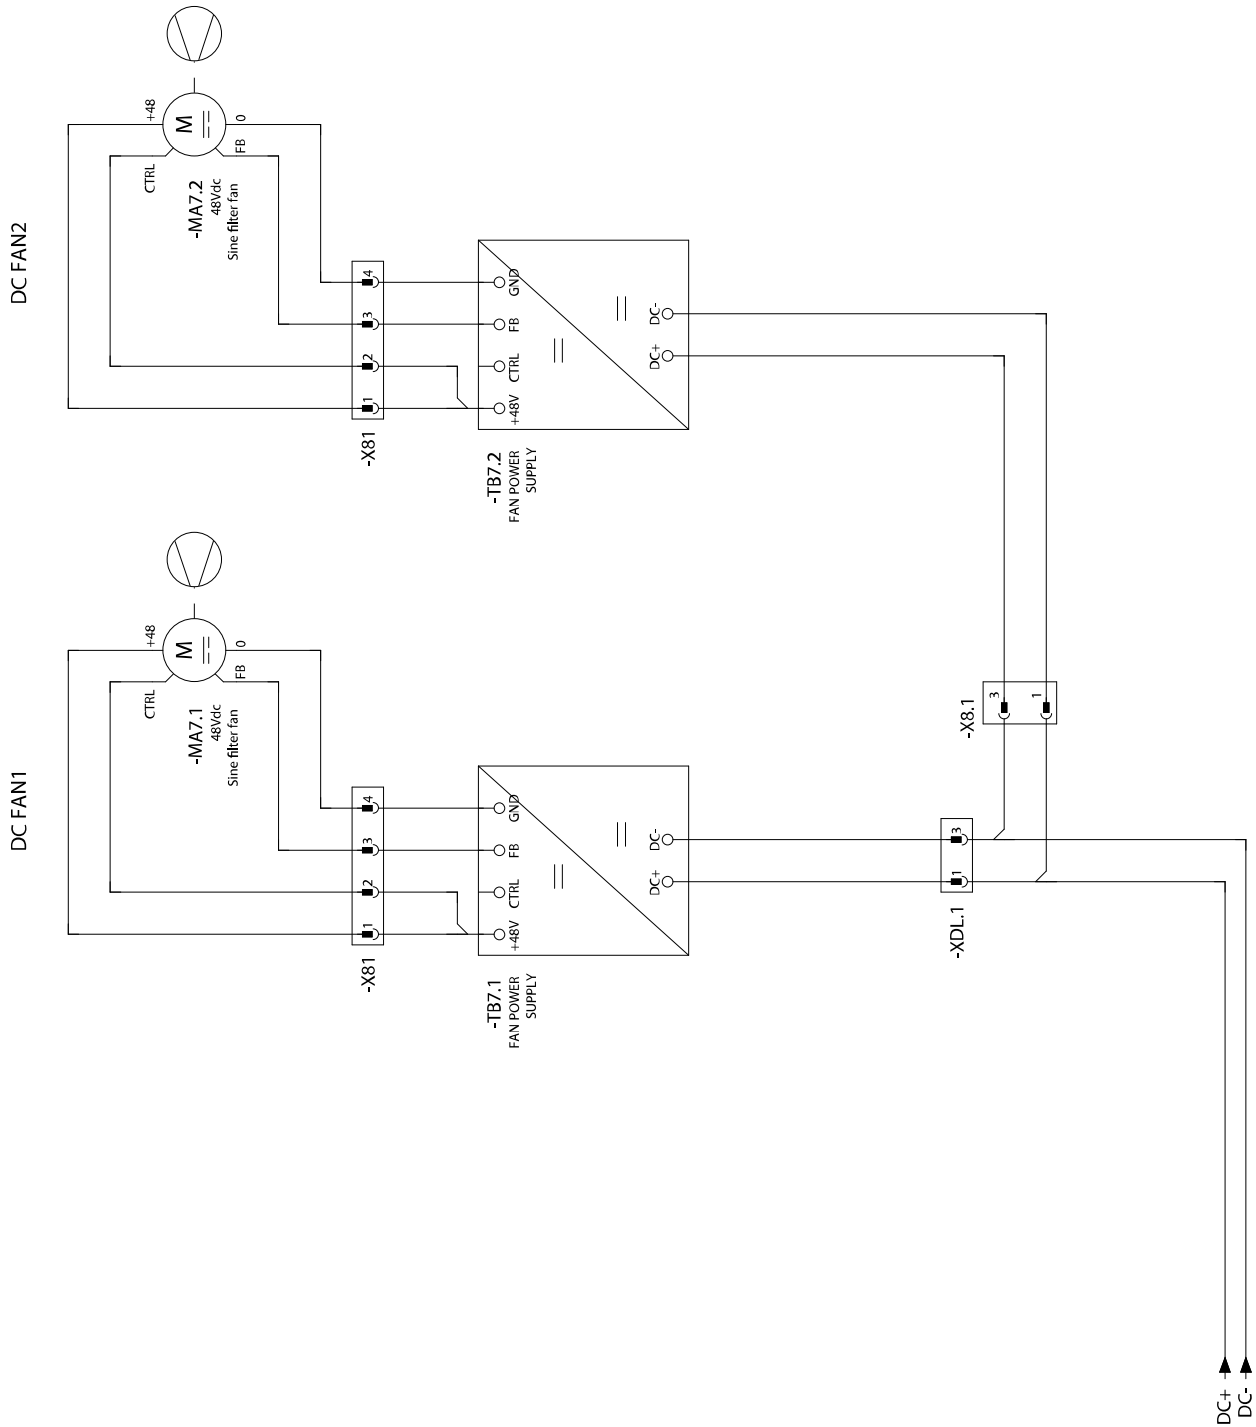 DC FAN1
+48
CTRL
M
0
FB
-MA7.1
48Vdc
Sine filter fan
-X81
1
2
3
4
+48V
CTRL
FB
GND
-TB7.1
FAN POWER
SUPPLY
DC+
DC-
-XDL.1
1
3
DC FAN2
+48
CTRL
M
0
FB
-MA7.2
48Vdc
Sine filter fan
-X81
1
2
3
4
+48V
CTRL
FB
GND
-TB7.2
FAN POWER
SUPPLY
DC+
DC-
-X8.1
3
1
DC+
DC-